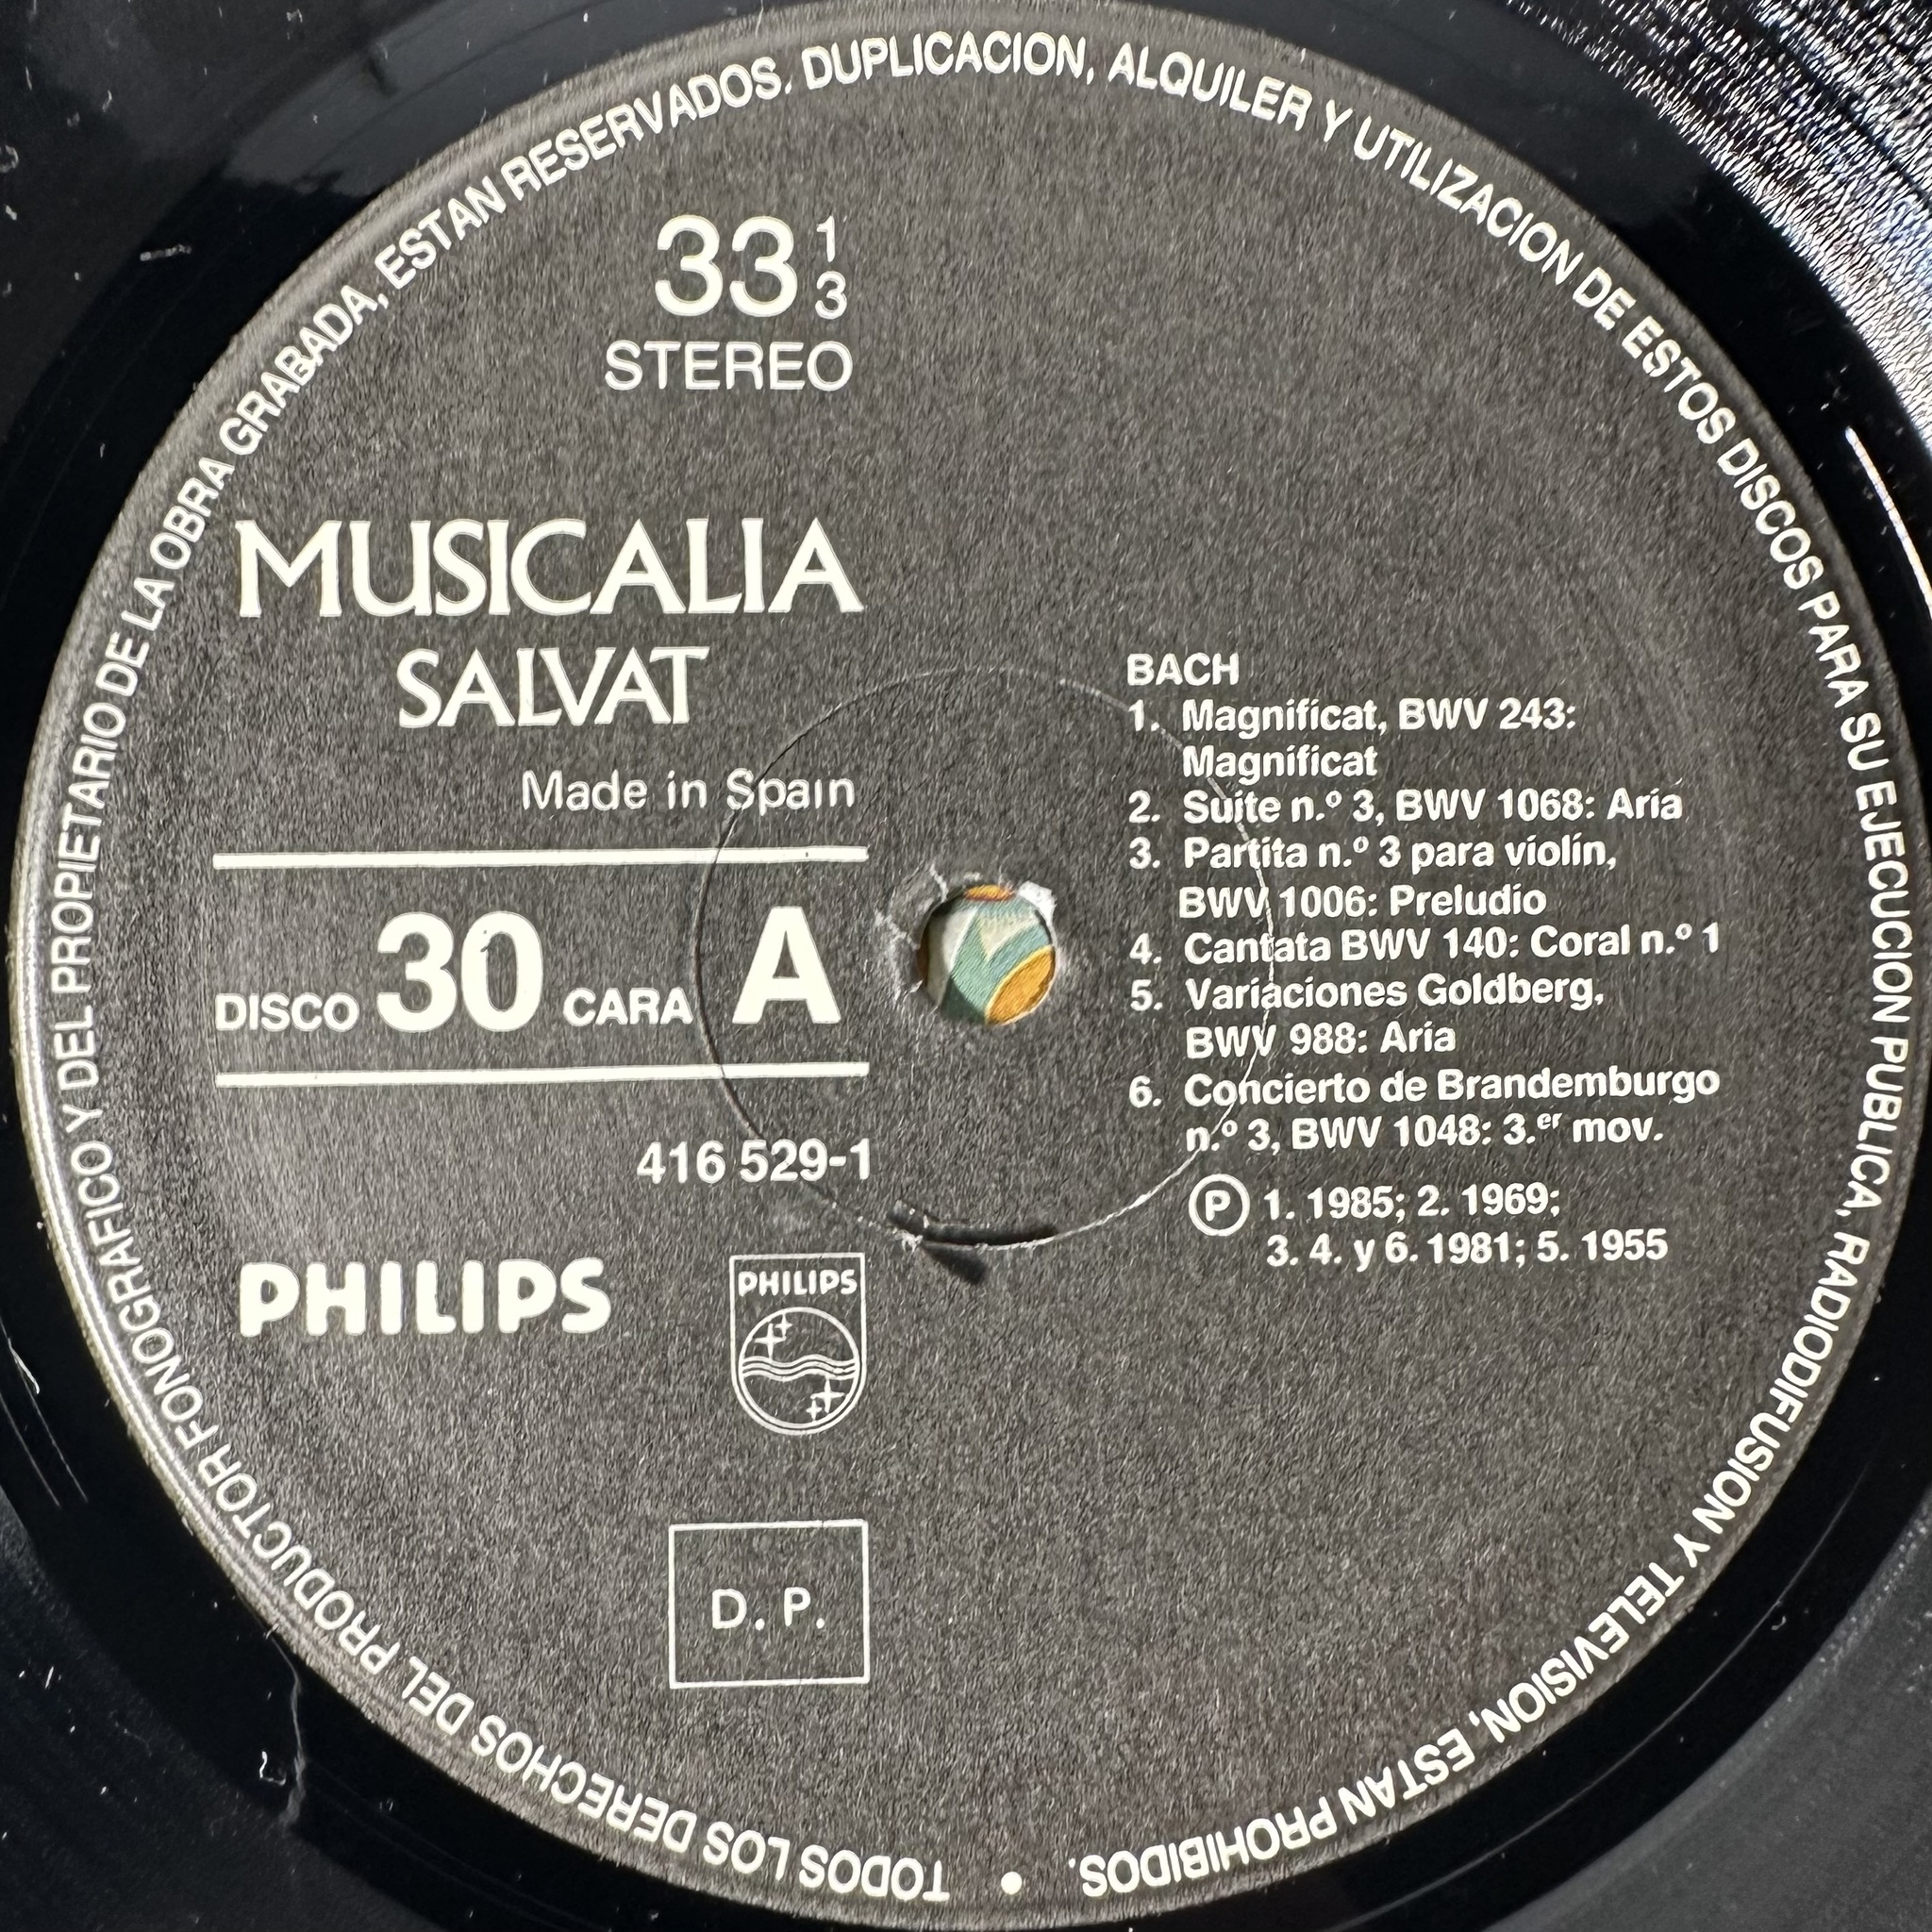 TODOS LOS DERECHOS DEL PRODUCTOR FONOGRAFICO Y DEL PROPIETARIO DE LA OBRA GRABADA, ESTAN RESERVADOS. DUPLICACION, ALQUILER Y UTILIZACION DE ESTOS DISCOS PARA SU EJECUCION PUBLICA, RADIODIFUSION Y TELEVISION, ESTAN PROHIBIDOS. •
33 1/3
STEREO
MUSICALIA
SALVAT
Made in Spain
DISCO 30 CARA A
416 529-1
PHILIPS
PHILIPS
D. P.
BACH
1. Magnificat, BWV 243:
Magnificat
2. Suite n.º 3, BWV 1068: Aria
3. Partita n.º 3 para violín,
BWV 1006: Preludio
4. Cantata BWV 140: Coral n.º 1
5. Variaciones Goldberg,
BWV 988: Aria
6. Concierto de Brandemburgo
n.º 3, BWV 1048: 3.er mov.
Ⓟ 1. 1985; 2. 1969;
3. 4. y 6. 1981; 5. 1955